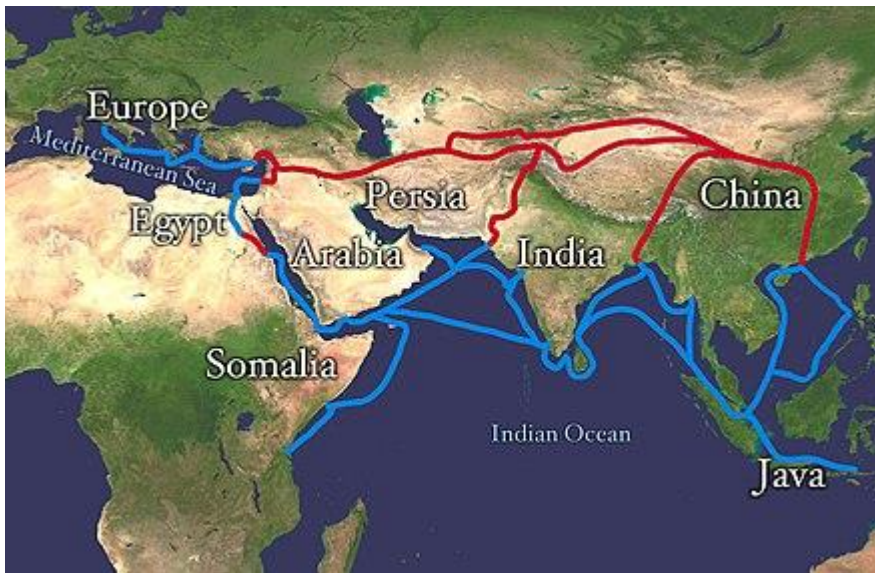 Europe
Mediterranean Sea
Egypt
Arabia
Persia
India
China
Somalia
Indian Ocean
Java